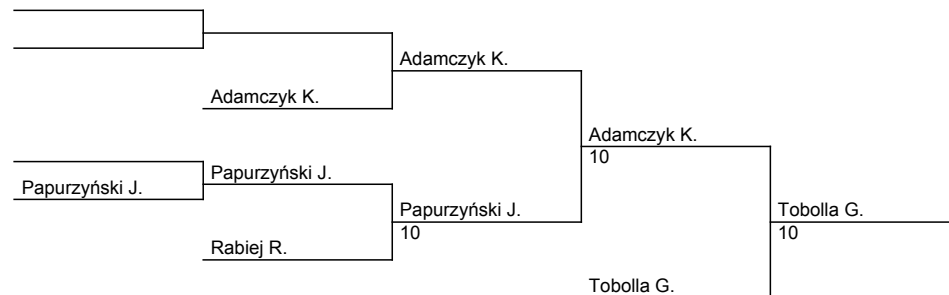 Adamczyk K.
Adamczyk K.
Adamczyk K.
10
Papurzyński J.
Papurzyński J.
Papurzyński J.
10
Tobolla G.
10
Rabiej R.
Tobolla G.